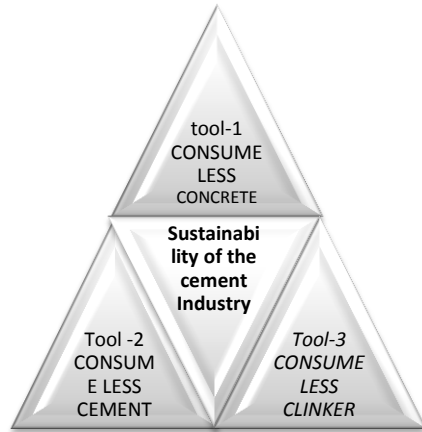 tool-1
CONSUME
LESS
CONCRETE
Sustainabi
lity of the
cement
Industry
Tool -2
CONSUM
E LESS
CEMENT
Tool-3
CONSUME
LESS
CLINKER